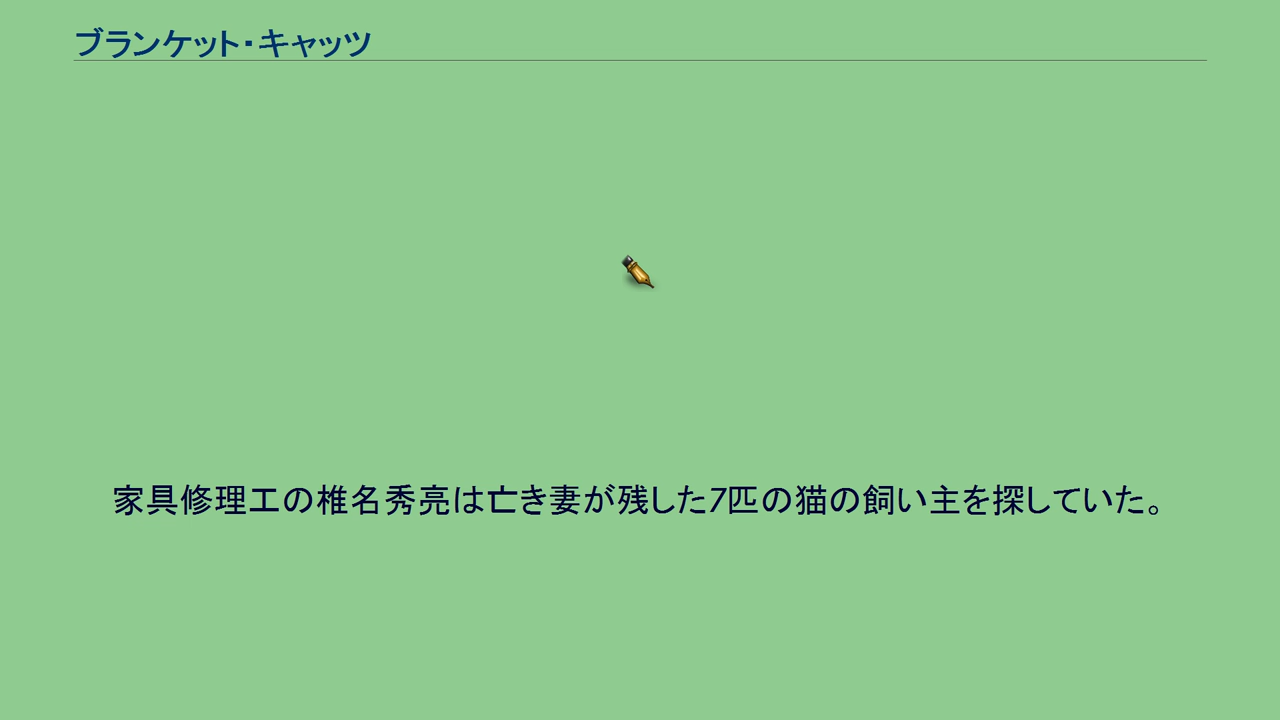 ブランケット・キャッツ
家具修理工の椎名秀亮は亡き妻が残した7匹の猫の飼い主を探していた。